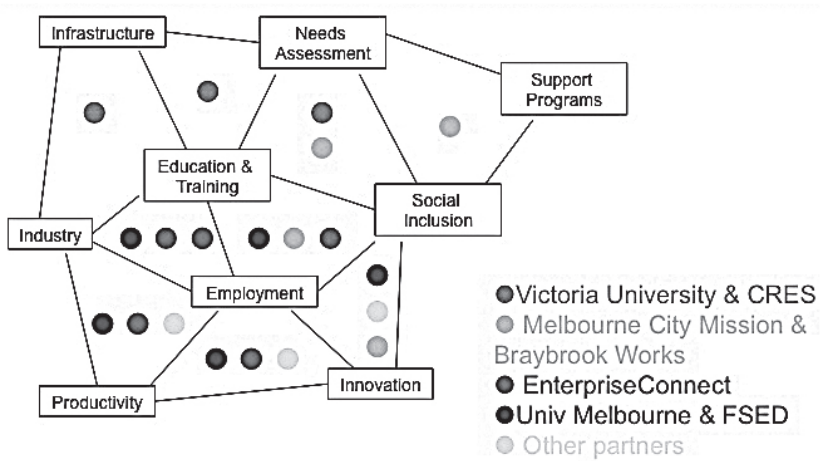 Infrastructure
Needs
Assessment
Support
Programs
Education &
Training
Social
Inclusion
Industry
Employment
Innovation
Productivity
Victoria University & CRES
Melbourne City Mission &
Braybrook Works
EnterpriseConnect
Univ Melbourne & FSED
Other partners